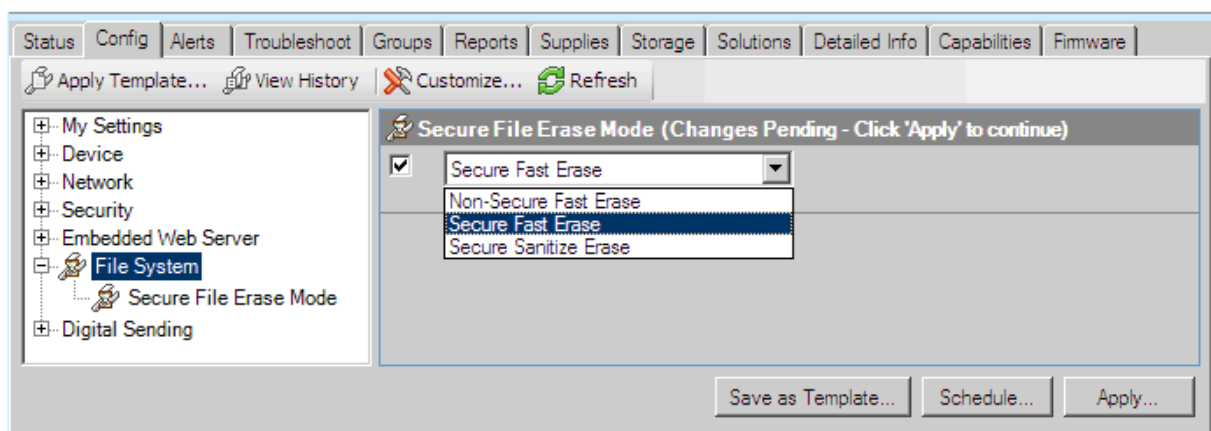 Status Config Alerts Troubleshoot Groups Reports Supplies Storage Solutions Detailed Info Capabilities Firmware
Apply Template... View History Customize... Refresh
My Settings
Device
Network
Security
Embedded Web Server
File System
Secure File Erase Mode
Digital Sending
Secure File Erase Mode (Changes Pending - Click 'Apply' to continue)
Secure Fast Erase
Non-Secure Fast Erase
Secure Fast Erase
Secure Sanitize Erase
Save as Template... Schedule... Apply...